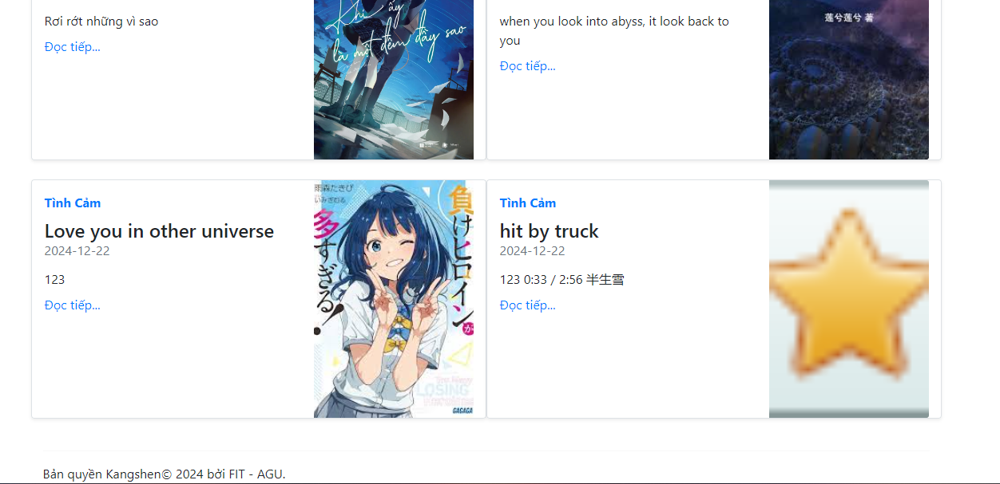 Rơi rớt những vì sao
Đọc tiếp...
Khi ấy
là một đêm đầy sao
when you look into abyss, it look back to
you
Đọc tiếp...
莲兮莲兮 著
Tình Cảm
Love you in other universe
2024-12-22
123
Đọc tiếp...
雨森たきび
いみぎむる
負けヒロインが
多すぎる!
LOSING
GAGAGA
Tình Cảm
hit by truck
2024-12-22
123 0:33 / 2:56 半生雪
Đọc tiếp...
Bản quyền Kangshen© 2024 bởi FIT - AGU.